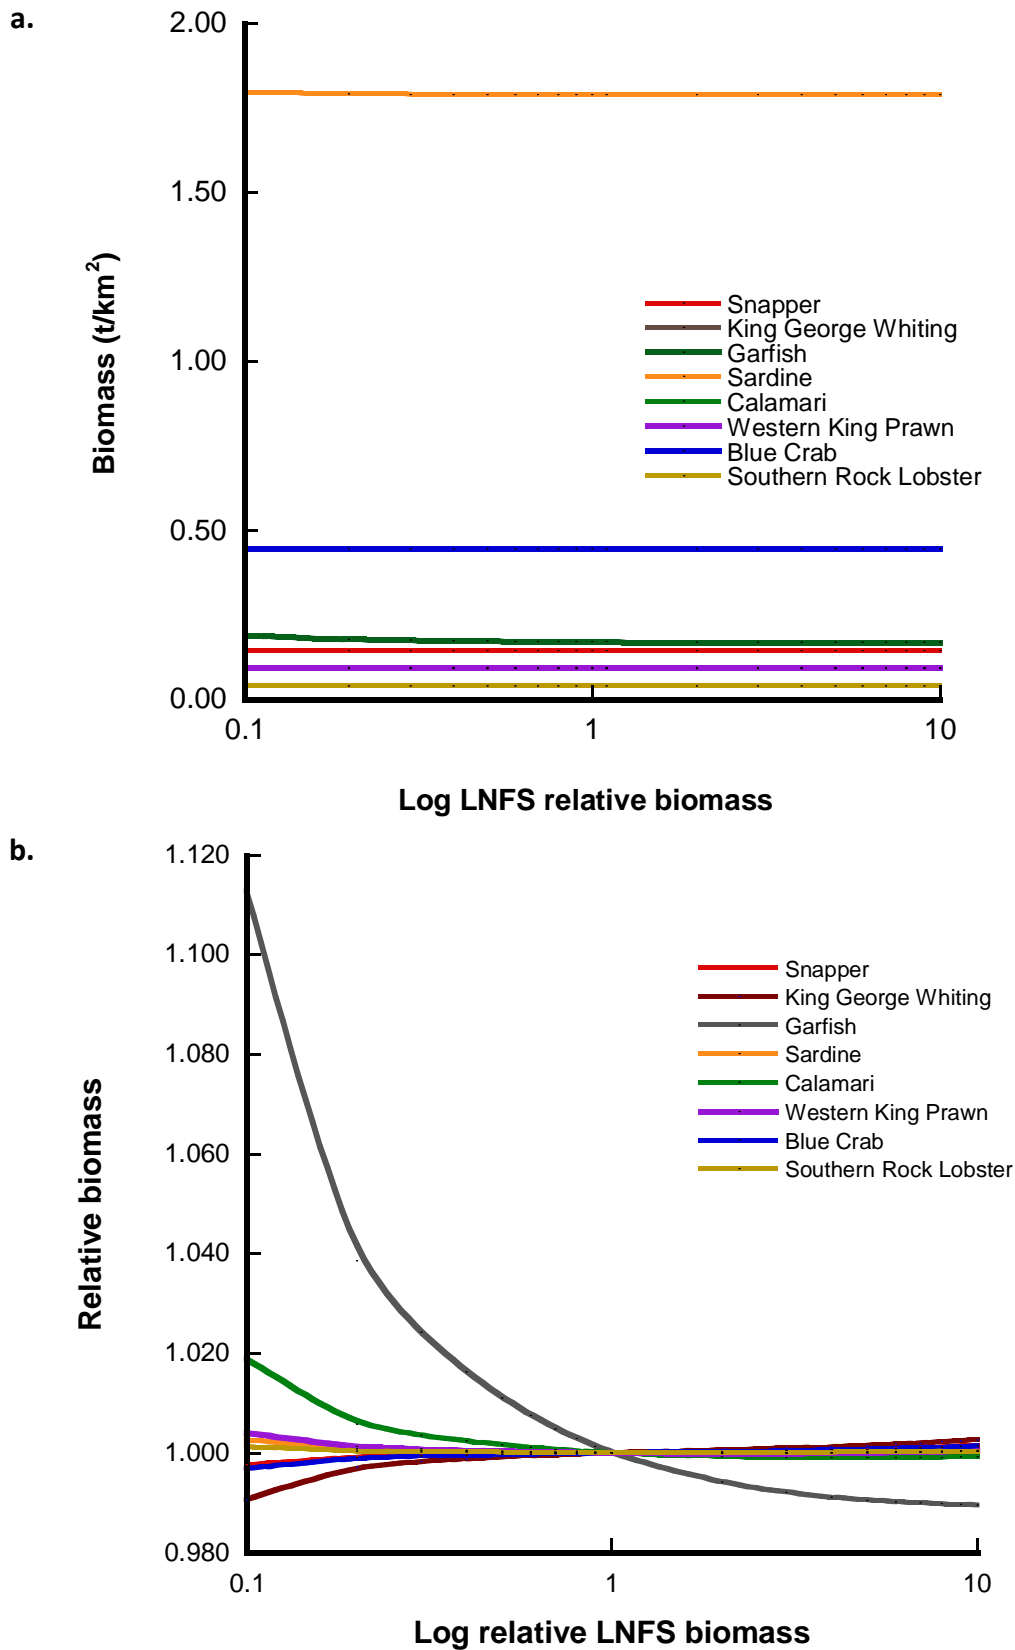 a.
2.00
1.50
1.00
0.50
0.00
Biomass (t/km²)
Snapper
King George Whiting
Garfish
Sardine
Calamari
Western King Prawn
Blue Crab
Southern Rock Lobster
0.1
1
10
Log LNFS relative biomass
b.
1.120
1.100
1.080
1.060
1.040
1.020
1.000
0.980
Relative biomass
Snapper
King George Whiting
Garfish
Sardine
Calamari
Western King Prawn
Blue Crab
Southern Rock Lobster
0.1
1
10
Log relative LNFS biomass